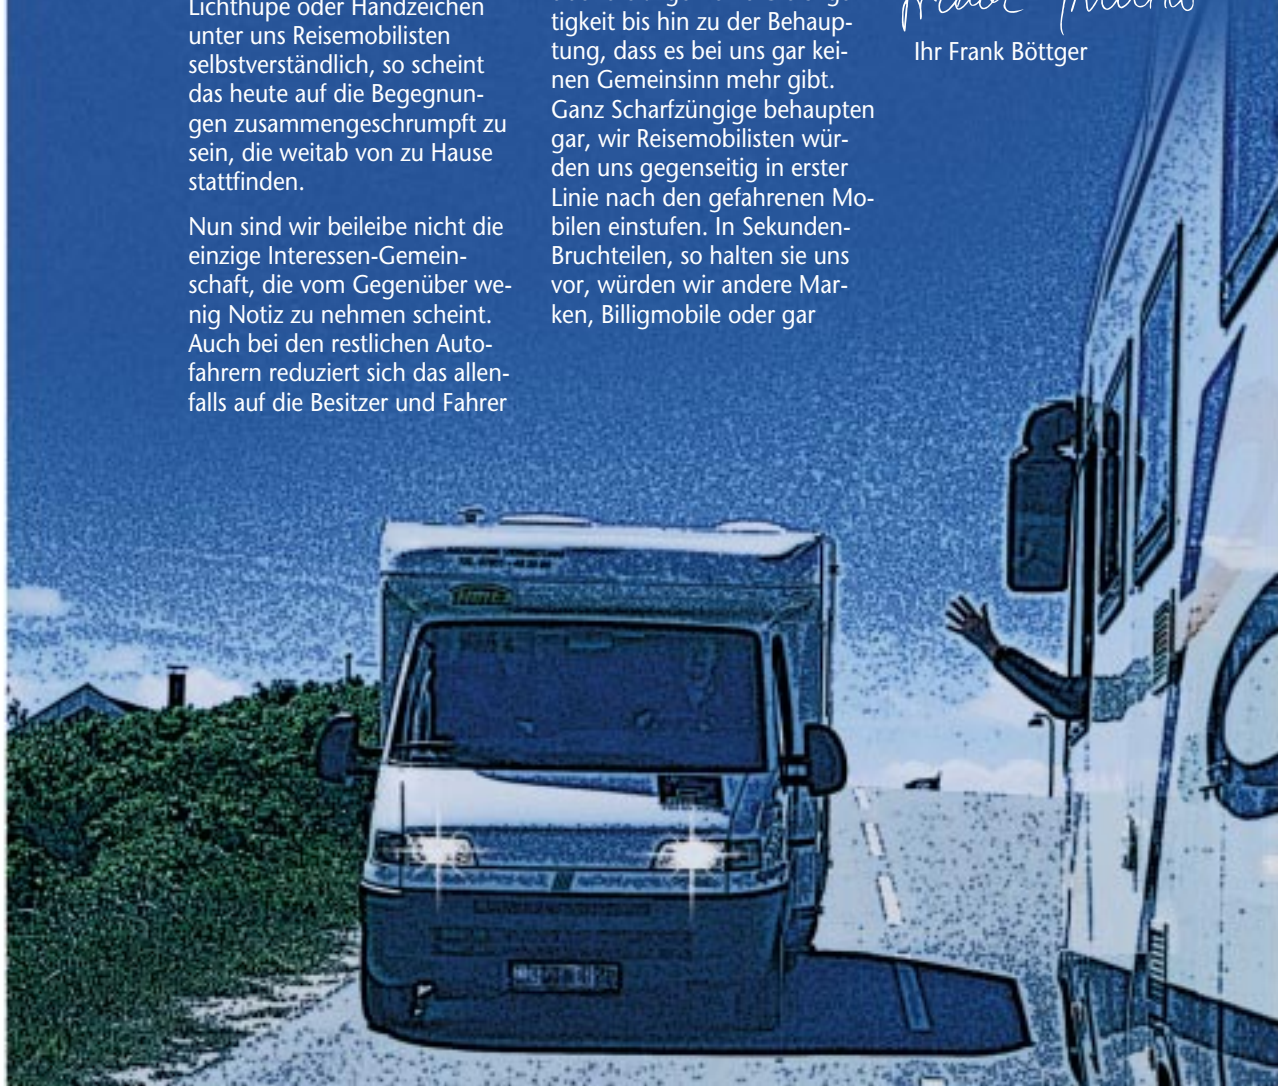 Lichthupe oder Handzeichen
unter uns Reisemobilisten
selbstverständlich, so scheint
das heute auf die Begegnun-
gen zusammengeschrumpft zu
sein, die weitab von zu Hause
stattfinden.
Nun sind wir beileibe nicht die
einzige Interessen-Gemein-
schaft, die vom Gegenüber we-
nig Notiz zu nehmen scheint.
Auch bei den restlichen Auto-
fahrern reduziert sich das allen-
falls auf die Besitzer und Fahrer
tigkeit bis hin zu der Behaup-
tung, dass es bei uns gar kei-
nen Gemeinsinn mehr gibt.
Ganz Scharfzüngige behaupten
gar, wir Reisemobilisten wür-
den uns gegenseitig in erster
Linie nach den gefahrenen Mo-
bilen einstufen. In Sekunden-
Bruchteilen, so halten sie uns
vor, würden wir andere Mar-
ken, Billigmobile oder gar
Ihr Frank Böttger